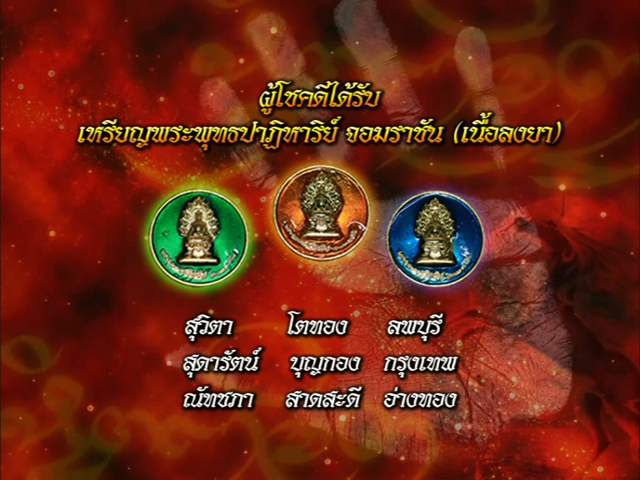 ผู้โชคดีได้รับ
เหรียญพระพุทธปาฏิหาริย์ จอมราชัน (เนื้อลงยา)
สุวิตา โตทอง ลพบุรี
สุดารัตน์ บุญกอง กรุงเทพ
ณัทชภา สาดสะดี อ่างทอง